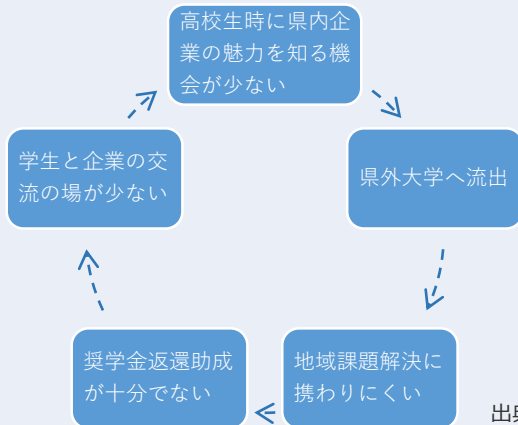 高校生時に県内企
業の魅力を知る機
会が少ない
県外大学へ流出
地域課題解決に
携わりにくい
奨学金返還助成
が十分でない
学生と企業の交
流の場が少ない
出典